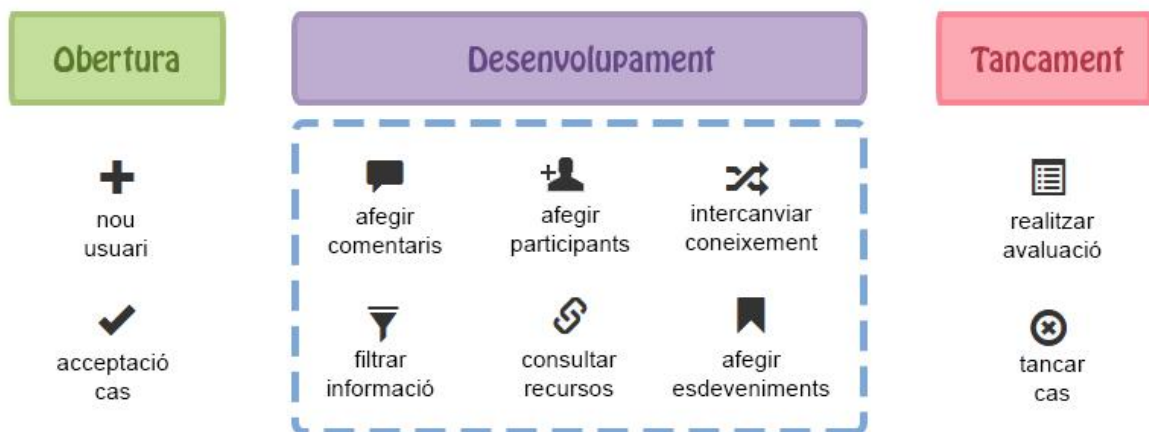 Obertura
Desenvolupament
Tancament
nou
usuari
acceptació
cas
afegir
comentaris
afegir
participants
intercanviar
coneixement
filtrar
informació
consultar
recursos
afegir
esdeveniments
realitzar
avaluació
tancar
cas